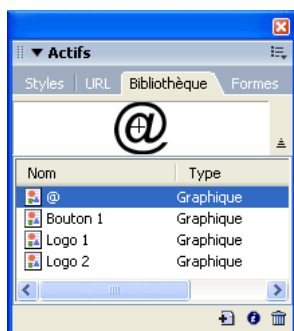 Actifs
Styles URL Bibliothèque Formes
@
Nom Type
@ Graphique
Bouton 1 Graphique
Logo 1 Graphique
Logo 2 Graphique